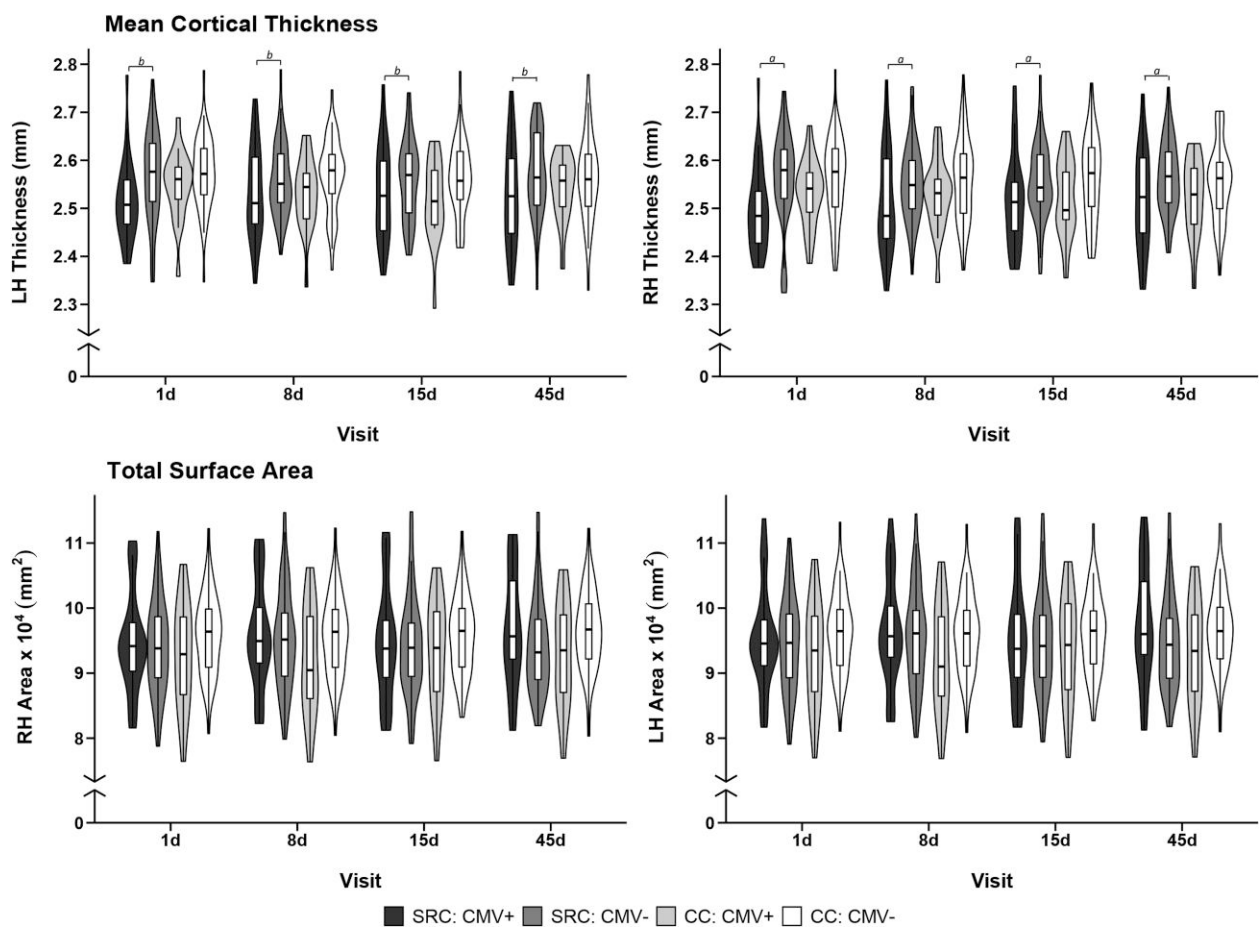 Mean Cortical Thickness
LH Thickness (mm)
2.8
2.7
2.6
2.5
2.4
2.3
0
b
b
b
b
1d 8d 15d 45d
Visit
RH Thickness (mm)
2.8
2.7
2.6
2.5
2.4
2.3
0
a
a
a
a
1d 8d 15d 45d
Visit
Total Surface Area
RH Area x 10⁴ (mm²)
11
10
9
8
0
1d 8d 15d 45d
Visit
LH Area x 10⁴ (mm²)
11
10
9
8
0
1d 8d 15d 45d
Visit
SRC: CMV+ SRC: CMV- CC: CMV+ CC: CMV-